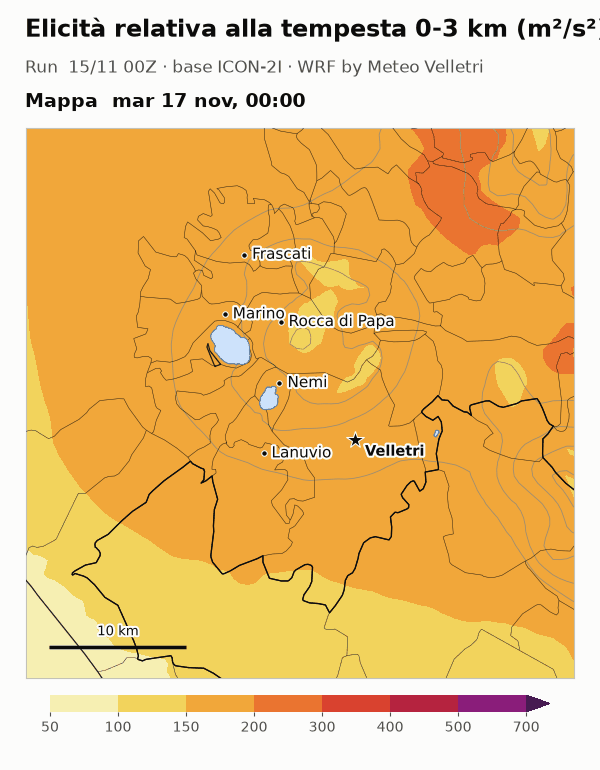 Elicità relativa alla tempesta 0-3 km (m²/s²)
Run 15/11 00Z · base ICON-2I · WRF by Meteo Velletri
Mappa mar 17 nov, 00:00
Frascati
Marino
Rocca di Papa
Nemi
Velletri
Lanuvio
10 km
50 100 150 200 300 400 500 700